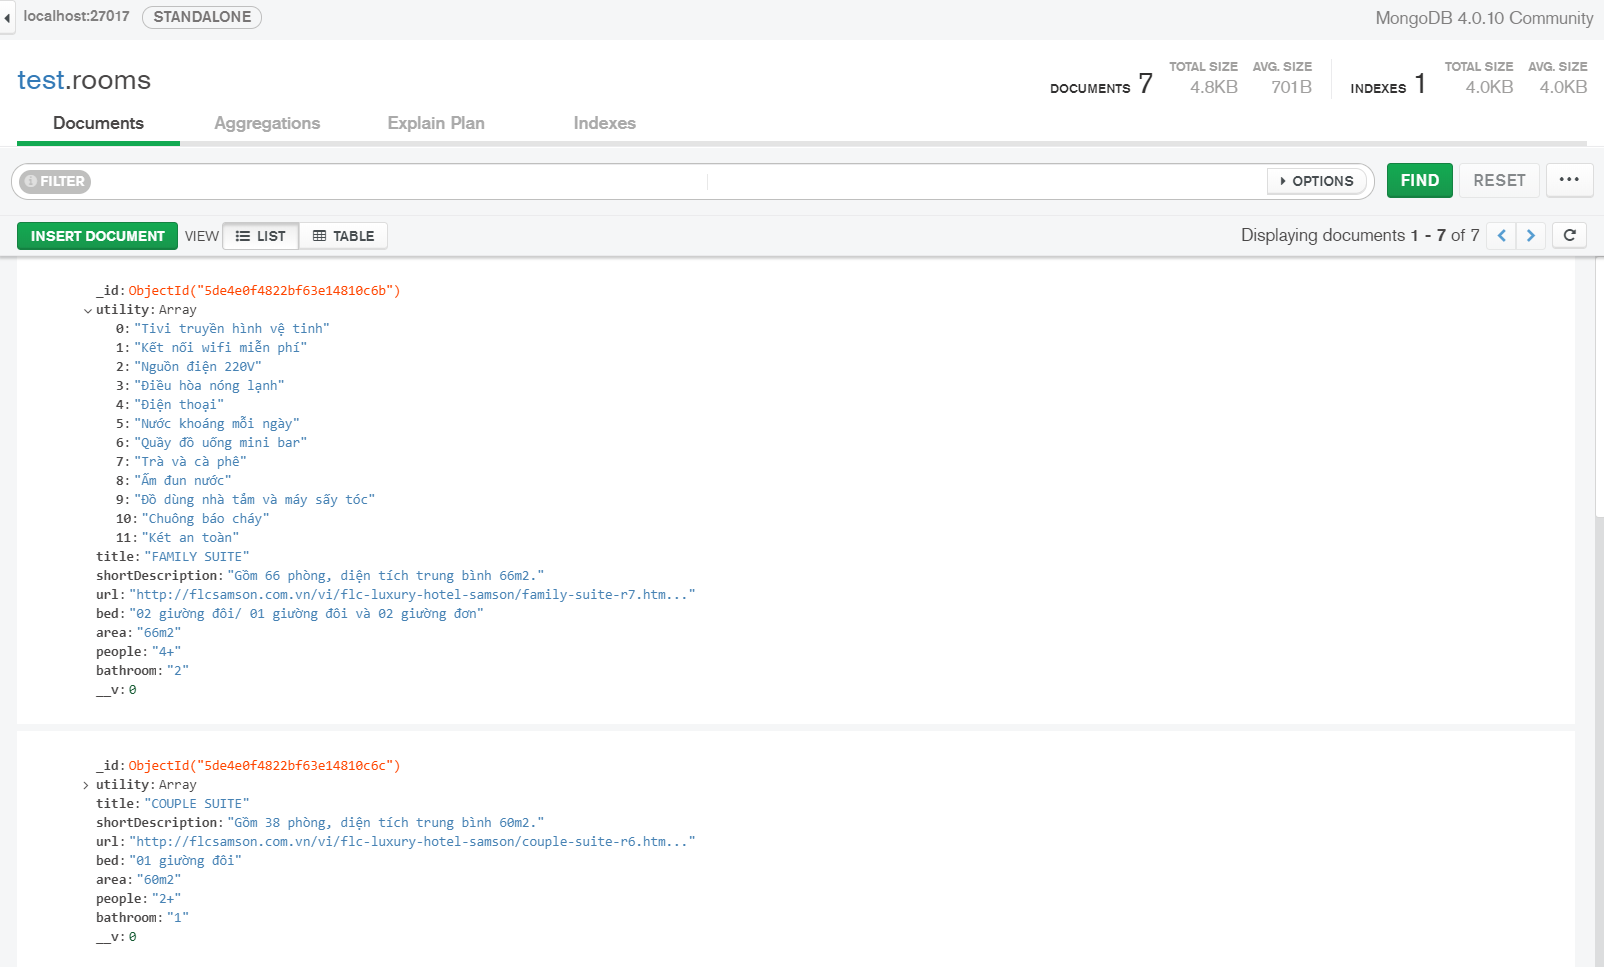 localhost:27017 STANDALONE MongoDB 4.0.10 Community
test.rooms
DOCUMENTS 7 TOTAL SIZE 4.8KB AVG. SIZE 701B INDEXES 1 TOTAL SIZE 4.0KB AVG. SIZE 4.0KB
Documents Aggregations Explain Plan Indexes
FILTER OPTIONS FIND RESET ...
INSERT DOCUMENT VIEW LIST TABLE Displaying documents 1 - 7 of 7
_id: ObjectId("5de4e0f4822bf63e14810c6b")
utility: Array
0: "Tivi truyền hình vệ tinh"
1: "Kết nối wifi miễn phí"
2: "Nguồn điện 220V"
3: "Điều hòa nóng lạnh"
4: "Điện thoại"
5: "Nước khoáng mỗi ngày"
6: "Quầy đồ uống mini bar"
7: "Trà và cà phê"
8: "Ấm đun nước"
9: "Đồ dùng nhà tắm và máy sấy tóc"
10: "Chuông báo cháy"
11: "Két an toàn"
title: "FAMILY SUITE"
shortDescription: "Gồm 66 phòng, diện tích trung bình 66m2."
url: "http://flcsamson.com.vn/vi/flc-luxury-hotel-samson/family-suite-r7.htm..."
bed: "02 giường đôi/ 01 giường đôi và 02 giường đơn"
area: "66m2"
people: "4+"
bathroom: "2"
__v: 0
_id: ObjectId("5de4e0f4822bf63e14810c6c")
utility: Array
title: "COUPLE SUITE"
shortDescription: "Gồm 38 phòng, diện tích trung bình 60m2."
url: "http://flcsamson.com.vn/vi/flc-luxury-hotel-samson/couple-suite-r6.htm..."
bed: "01 giường đôi"
area: "60m2"
people: "2+"
bathroom: "1"
__v: 0